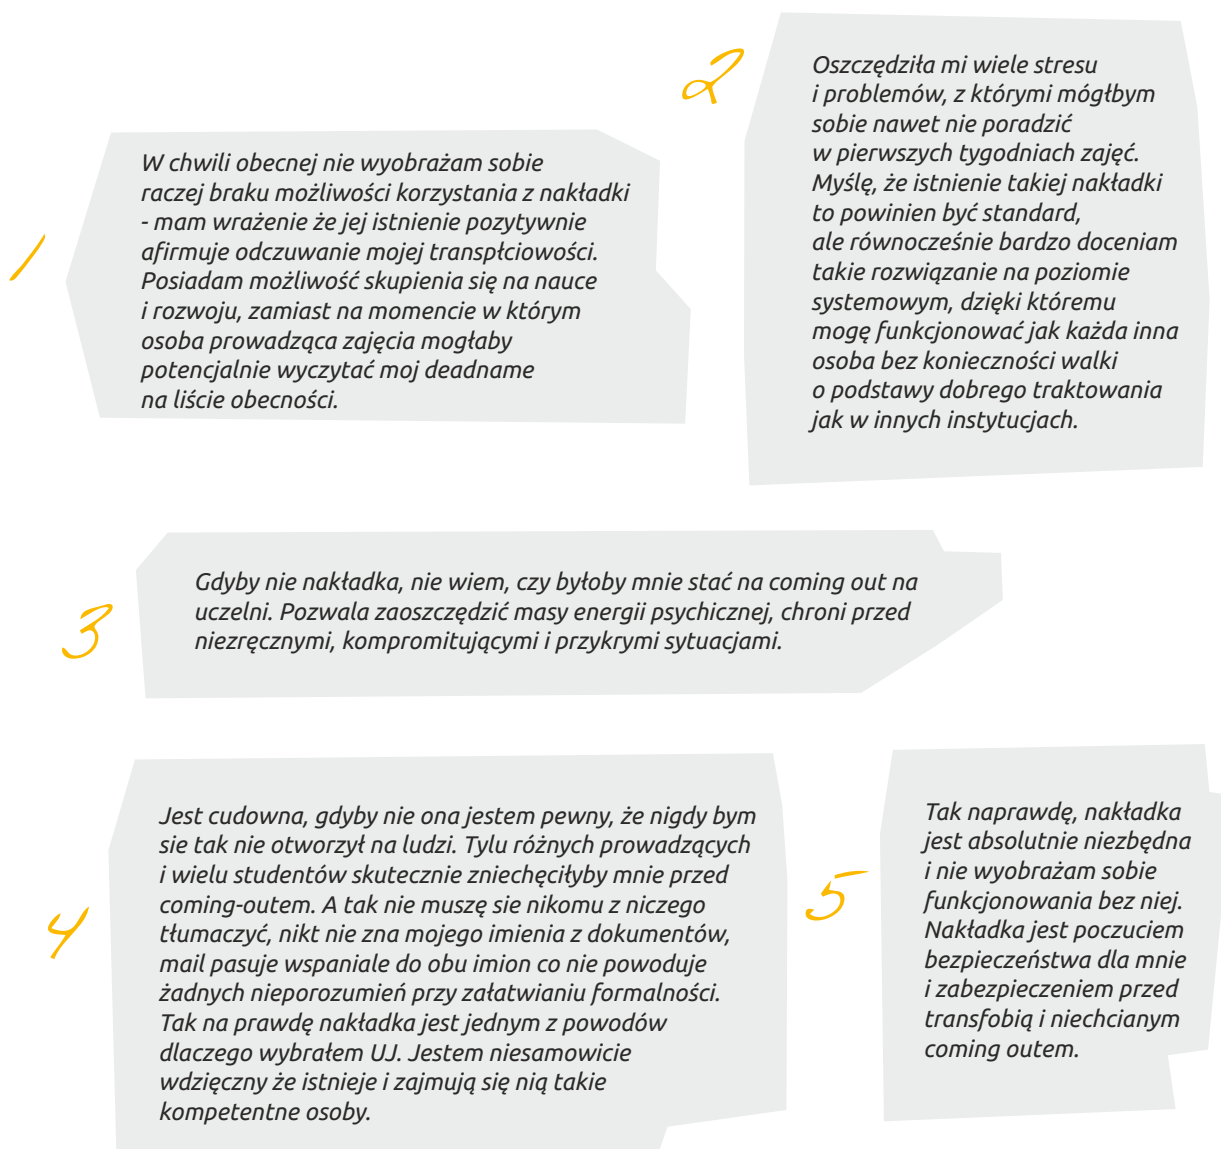 1
W chwili obecnej nie wyobrażam sobie
raczej braku możliwości korzystania z nakładki
- mam wrażenie że jej istnienie pozytywnie
afirmuje odczuwanie mojej transpłciowości.
Posiadam możliwość skupienia się na nauce
i rozwoju, zamiast na momencie w którym
osoba prowadząca zajęcia mogłaby
potencjalnie wyczytać moj deadname
na liście obecności.
2
Oszczędziła mi wiele stresu
i problemów, z którymi mógłbym
sobie nawet nie poradzić
w pierwszych tygodniach zajęć.
Myślę, że istnienie takiej nakładki
to powinien być standard,
ale równocześnie bardzo doceniam
takie rozwiązanie na poziomie
systemowym, dzięki któremu
mogę funkcjonować jak każda inna
osoba bez konieczności walki
o podstawy dobrego traktowania
jak w innych instytucjach.
3
Gdyby nie nakładka, nie wiem, czy byłoby mnie stać na coming out na
uczelni. Pozwala zaoszczędzić masy energii psychicznej, chroni przed
niezręcznymi, kompromitującymi i przykrymi sytuacjami.
4
Jest cudowna, gdyby nie ona jestem pewny, że nigdy bym
sie tak nie otworzył na ludzi. Tylu różnych prowadzących
i wielu studentów skutecznie zniechęciłyby mnie przed
coming-outem. A tak nie muszę sie nikomu z niczego
tłumaczyć, nikt nie zna mojego imienia z dokumentów,
mail pasuje wspaniale do obu imion co nie powoduje
żadnych nieporozumień przy załatwianiu formalności.
Tak na prawdę nakładka jest jednym z powodów
dlaczego wybrałem UJ. Jestem niesamowicie
wdzięczny że istnieje i zajmują się nią takie
kompetentne osoby.
5
Tak naprawdę, nakładka
jest absolutnie niezbędna
i nie wyobrażam sobie
funkcjonowania bez niej.
Nakładka jest poczuciem
bezpieczeństwa dla mnie
i zabezpieczeniem przed
transfobią i niechcianym
coming outem.